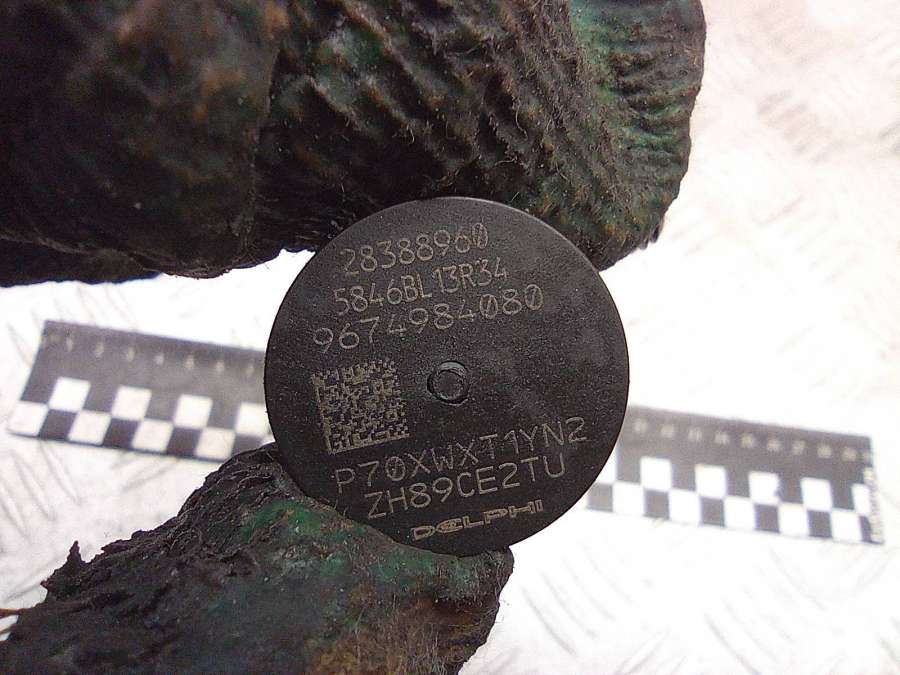 28388960
5846BL13R34
9674984080
P70XWXT1YN2
ZH89CE2TU
DELPHI